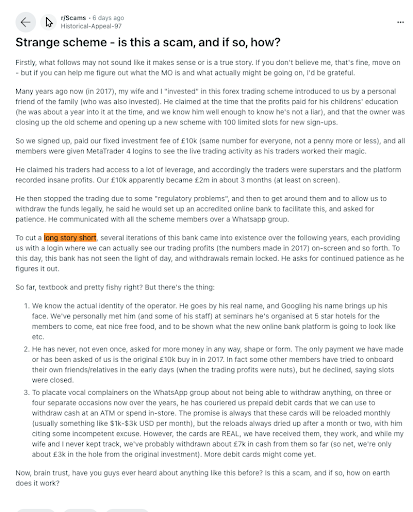 r/Scams • 6 days ago
Historical-Appeal-97
Strange scheme - is this a scam, and if so, how?
Firstly, what follows may not sound like it makes sense or is a true story. If you don't believe me, that's fine, move on
- but if you can help me figure out what the MO is and what actually might be going on, I'd be grateful.
Many years ago now (in 2017), my wife and I "invested" in this forex trading scheme introduced to us by a personal
friend of the family (who was also invested). He claimed at the time that the profits paid for his childrens' education
(he was about a year into it at the time, and we know him well enough to know he's not a liar), and that the owner was
closing up the old scheme and opening up a new scheme with 100 limited slots for new sign-ups.
So we signed up, paid our fixed investment fee of £10k (same number for everyone, not a penny more or less), and all
members were given MetaTrader 4 logins to see the live trading activity as his traders worked their magic.
He claimed his traders had access to a lot of leverage, and accordingly the traders were superstars and the platform
recorded insane profits. Our £10k apparently became £2m in about 3 months (at least on screen).
He then stopped the trading due to some "regulatory problems", and then to get around them and to allow us to
withdraw the funds legally, he said he would set up an accredited online bank to facilitate this, and asked for
patience. He communicated with all the scheme members over a Whatsapp group.
To cut a long story short, several iterations of this bank came into existence over the following years, each providing
us with a login where we can actually see our trading profits (the numbers made in 2017) on-screen and so forth. To
this day, this bank has not seen the light of day, and withdrawals remain locked. He asks for continued patience as he
figures it out.
So far, textbook and pretty fishy right? But there's the thing:
1. We know the actual identity of the operator. He goes by his real name, and Googling his name brings up his
face. We've personally met him (and some of his staff) at seminars he's organised at 5 star hotels for the
members to come, eat nice free food, and to be shown what the new online bank platform is going to look like
etc.
2. He has never, not even once, asked for more money in any way, shape or form. The only payment we have made
or has been asked of us is the original £10k buy in in 2017. In fact some other members have tried to onboard
their own friends/relatives in the early days (when the trading profits were nuts), but he declined, saying slots
were closed.
3. To placate vocal complainers on the WhatsApp group about not being able to withdraw anything, on three or
four separate occasions now over the years, he has couriered us prepaid debit cards that we can use to
withdraw cash at an ATM or spend in-store. The promise is always that these cards will be reloaded monthly
(usually something like $1k-$3k USD per month), but the reloads always dried up after a month or two, with him
citing some incompetent excuse. However, the cards are REAL, we have received them, they work, and while my
wife and I never kept track, we've probably withdrawn about £7k in cash from them so far (so net, we're only
about £3k in the hole from the original investment). More debit cards might come yet.
Now, brain trust, have you guys ever heard about anything like this before? Is this a scam, and if so, how on earth
does it work?